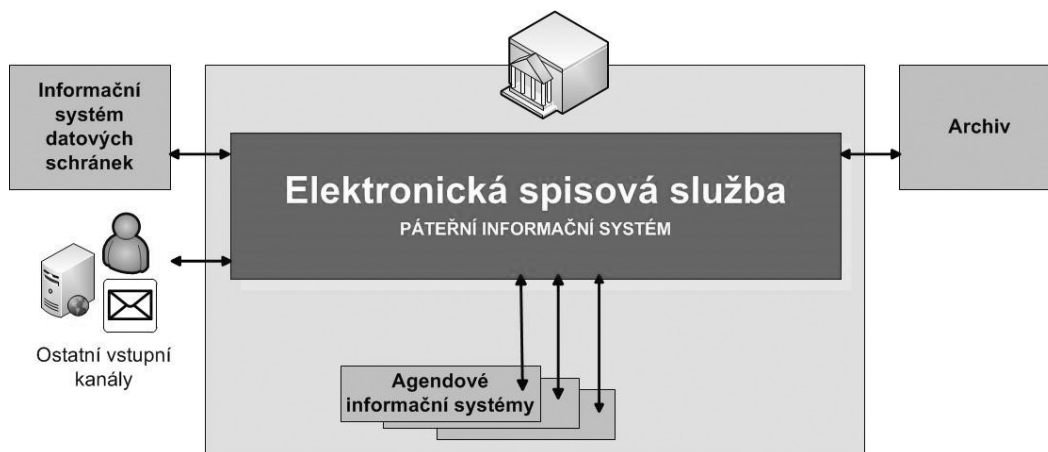 Informační
systém
datových
schránek
Elektronická spisová služba
PÁTEŘNÍ INFORMAČNÍ SYSTÉM
Archiv
Ostatní vstupní
kanály
Agendové
informační systémy